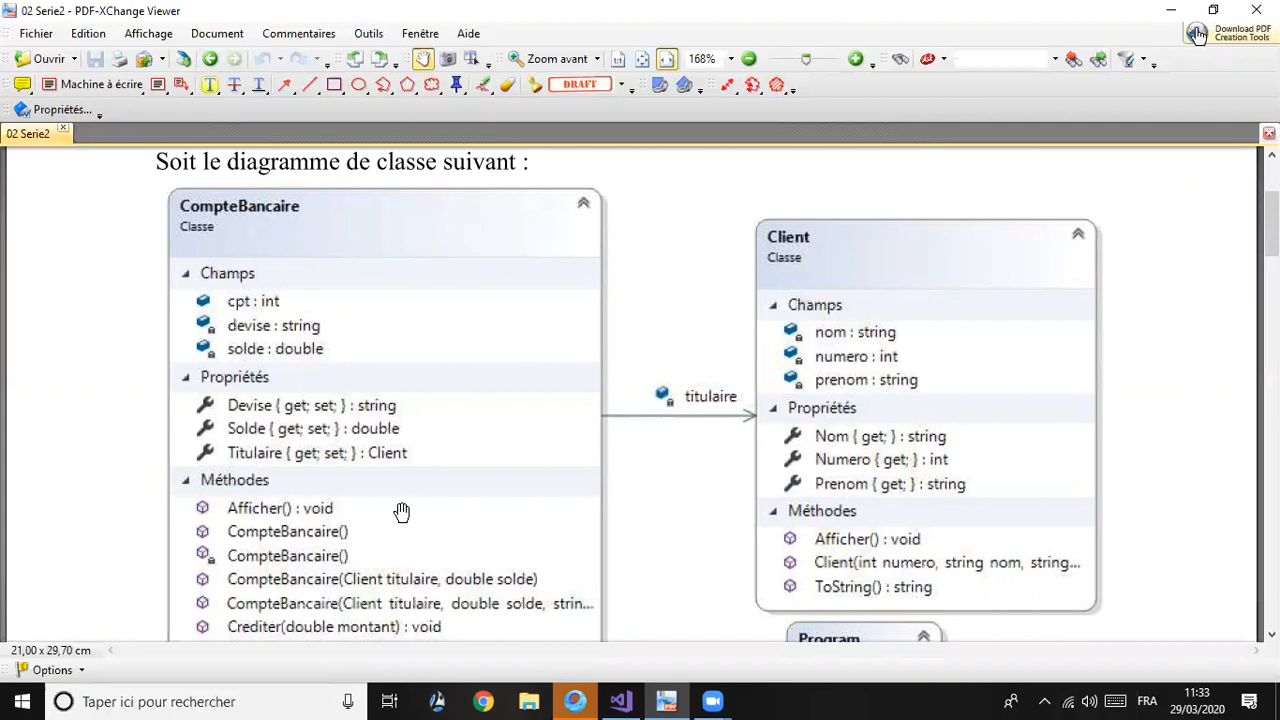 02 Serie2 - PDF-XChange Viewer
Fichier Edition Affichage Document Commentaires Outils Fenêtre Aide
Download PDF
Creation Tools
Ouvrir Zoom avant 168%
Machine à écrire DRAFT
Propriétés...
02 Serie2
Soit le diagramme de classe suivant :
CompteBancaire
Classe
Champs
cpt : int
devise : string
solde : double
Propriétés
Devise { get; set; } : string
Solde { get; set; } : double
Titulaire { get; set; } : Client
Méthodes
Afficher() : void
CompteBancaire()
CompteBancaire()
CompteBancaire(Client titulaire, double solde)
CompteBancaire(Client titulaire, double solde, strin...
Crediter(double montant) : void
titulaire
Client
Classe
Champs
nom : string
numero : int
prenom : string
Propriétés
Nom { get; } : string
Numero { get; } : int
Prenom { get; } : string
Méthodes
Afficher() : void
Client(int numero, string nom, string...
ToString() : string
Program
21,00 x 29,70 cm
Options
Taper ici pour rechercher
FRA
11:33
29/03/2020